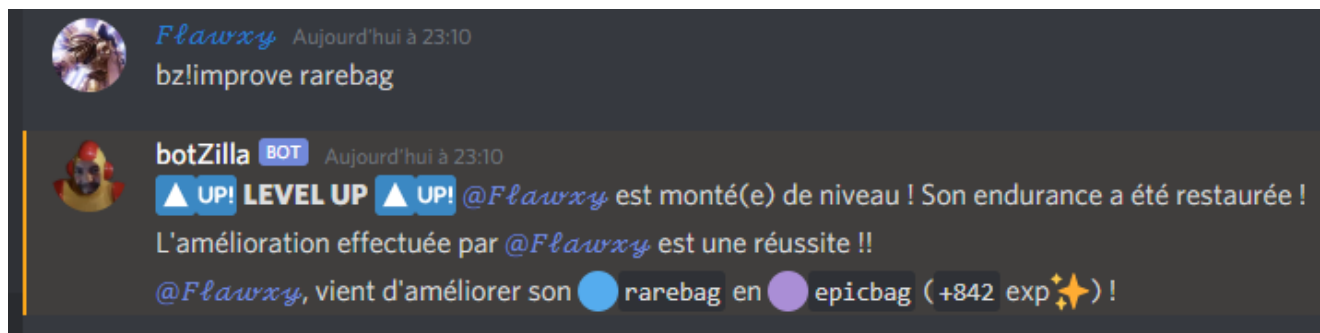 Flawxy Aujourd'hui à 23:10
bz!improve rarebag
botZilla BOT Aujourd'hui à 23:10
UP! LEVEL UP UP! @Flawxy est monté(e) de niveau ! Son endurance a été restaurée !
L'amélioration effectuée par @Flawxy est une réussite !!
@Flawxy, vient d'améliorer son rarebag en epicbag (+842 exp✨) !